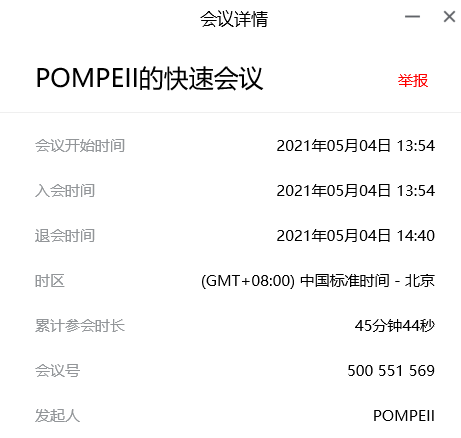 会议详情
POMPEII的快速会议 举报
会议开始时间 2021年05月04日 13:54
入会时间 2021年05月04日 13:54
退会时间 2021年05月04日 14:40
时区 (GMT+08:00) 中国标准时间 - 北京
累计参会时长 45分钟44秒
会议号 500 551 569
发起人 POMPEII